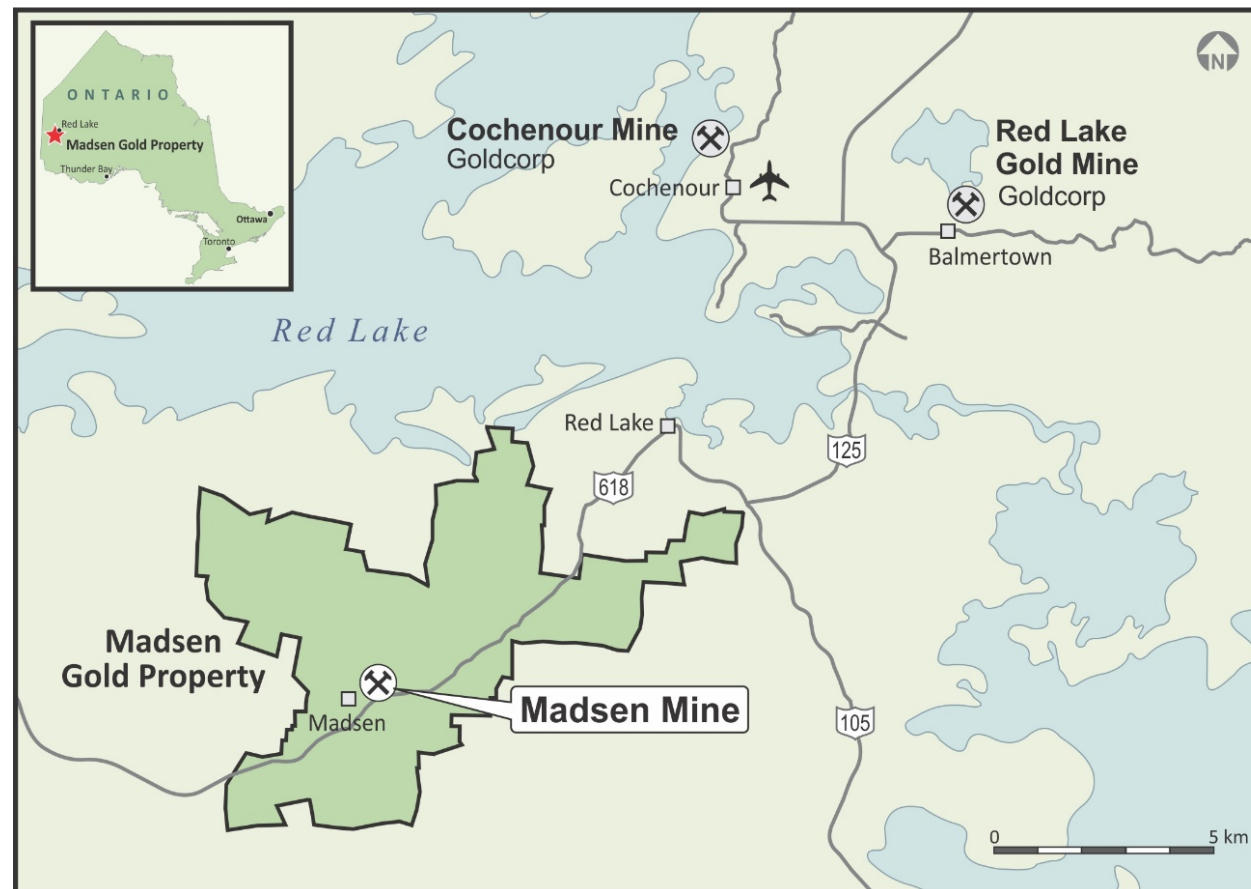 ONTARIO
Red Lake
Madsen Gold Property
Thunder Bay
Ottawa
Toronto
N
Cochenour Mine
Goldcorp
Cochenour
Red Lake
Gold Mine
Goldcorp
Balmertown
Red Lake
Red Lake
125
618
Madsen
Gold Property
Madsen Mine
Madsen
105
0 5 km